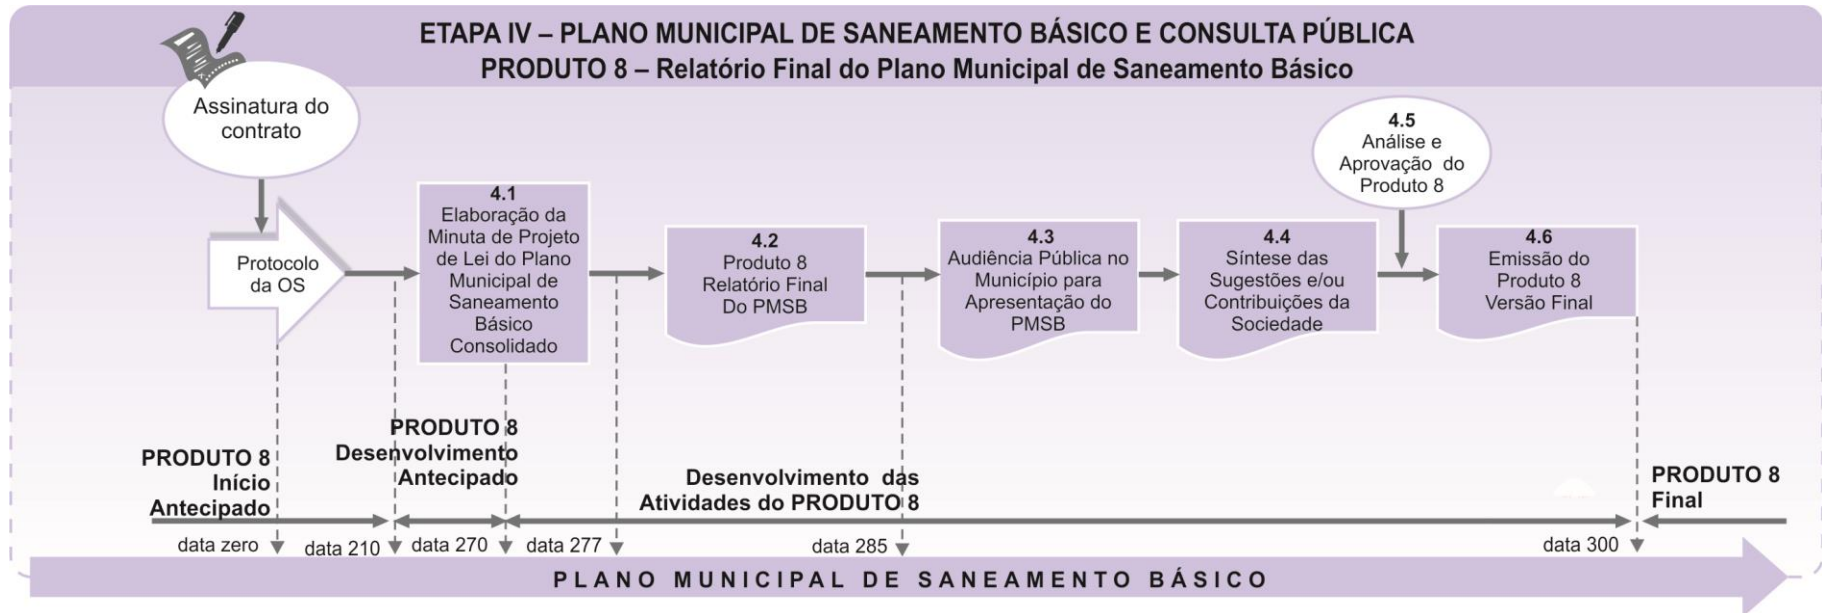 ETAPA IV – PLANO MUNICIPAL DE SANEAMENTO BÁSICO E CONSULTA PÚBLICA
PRODUTO 8 – Relatório Final do Plano Municipal de Saneamento Básico
Assinatura do
contrato
Protocolo
da OS
4.1
Elaboração da
Minuta de Projeto
de Lei do Plano
Municipal de
Saneamento
Básico
Consolidado
4.2
Produto 8
Relatório Final
Do PMSB
4.3
Audiência Pública no
Município para
Apresentação do
PMSB
4.4
Síntese das
Sugestões e/ou
Contribuições da
Sociedade
4.5
Análise e
Aprovação do
Produto 8
4.6
Emissão do
Produto 8
Versão Final
PRODUTO 8
Início
Antecipado
PRODUTO 8
Desenvolvimento
Antecipado
Desenvolvimento das
Atividades do PRODUTO 8
PRODUTO 8
Final
data zero
data 210
data 270
data 277
data 285
data 300
PLANO MUNICIPAL DE SANEAMENTO BÁSICO